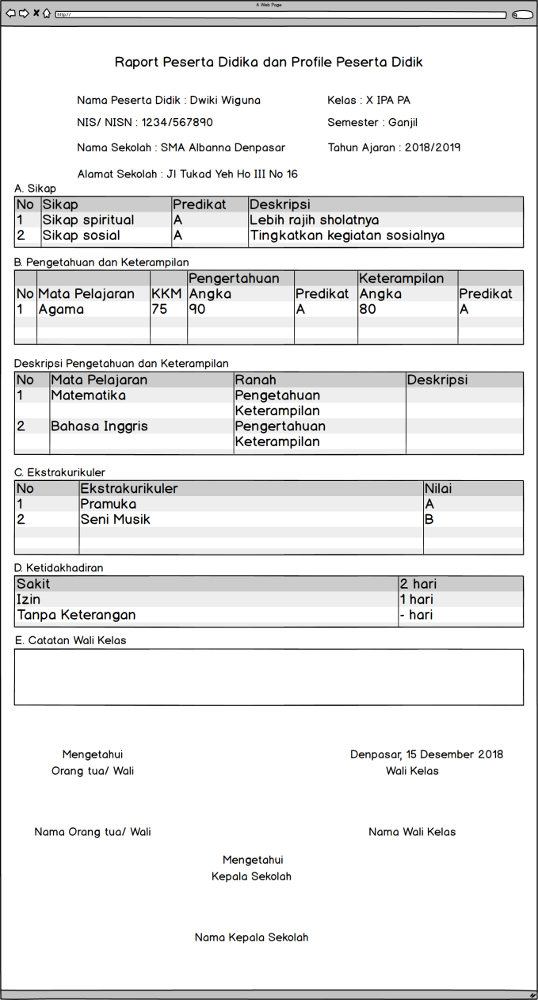 A Web Page
http://
Raport Peserta Didika dan Profile Peserta Didik
Nama Peserta Didik : Dwiki Wiguna Kelas : X IPA PA
NIS/ NISN : 1234/567890 Semester : Ganjil
Nama Sekolah : SMA Albanna Denpasar Tahun Ajaran : 2018/2019
Alamat Sekolah : Jl Tukad Yeh Ho III No 16
A. Sikap
No Sikap Predikat Deskripsi
1 Sikap spiritual A Lebih rajih sholatnya
2 Sikap sosial A Tingkatkan kegiatan sosialnya
B. Pengetahuan dan Keterampilan
Pengertahuan Keterampilan
No Mata Pelajaran KKM Angka Predikat Angka Predikat
1 Agama 75 90 A 80 A
Deskripsi Pengetahuan dan Keterampilan
No Mata Pelajaran Ranah Deskripsi
1 Matematika Pengetahuan
Keterampilan
2 Bahasa Inggris Pengertahuan
Keterampilan
C. Ekstrakurikuler
No Ekstrakurikuler Nilai
1 Pramuka A
2 Seni Musik B
D. Ketidakhadiran
Sakit 2 hari
Izin 1 hari
Tanpa Keterangan - hari
E. Catatan Wali Kelas
Mengetahui Denpasar, 15 Desember 2018
Orang tua/ Wali Wali Kelas
Nama Orang tua/ Wali Nama Wali Kelas
Mengetahui
Kepala Sekolah
Nama Kepala Sekolah